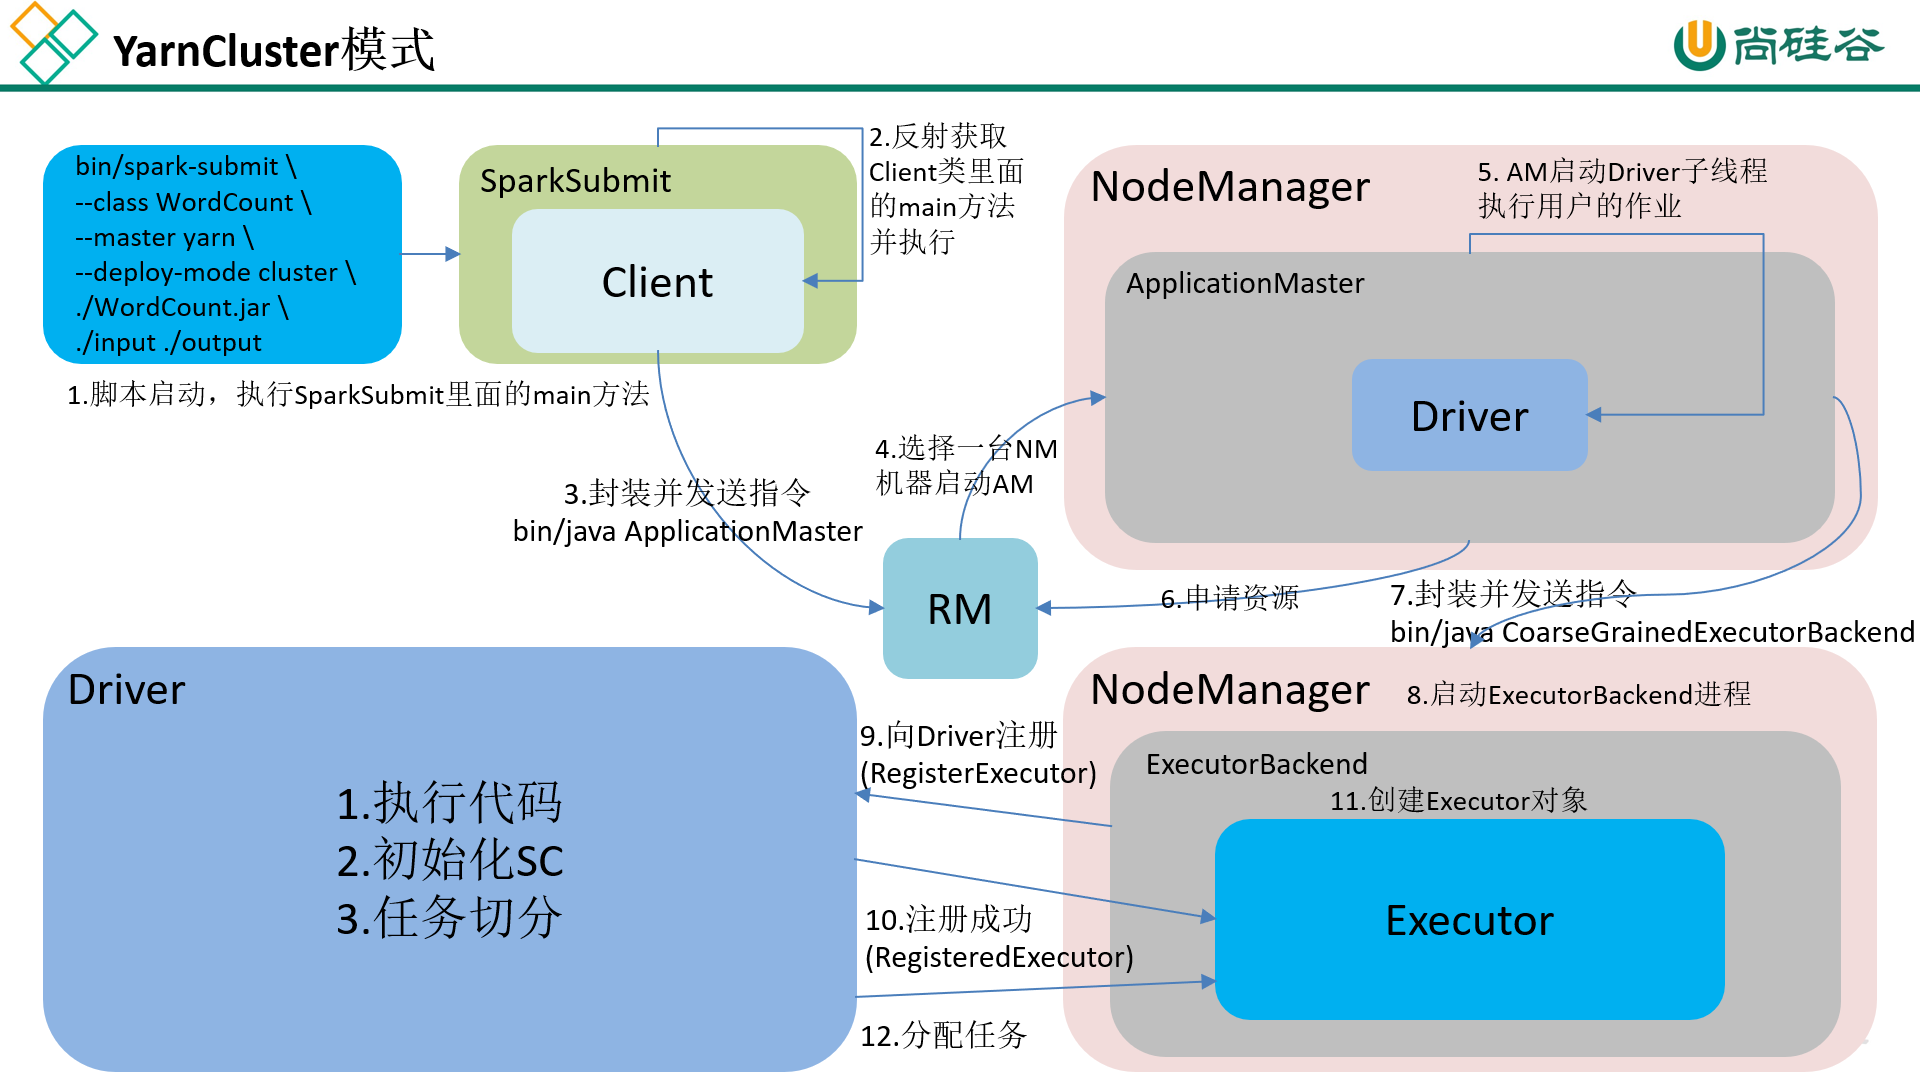 YarnCluster模式
尚硅谷
bin/spark-submit \
--class WordCount \
--master yarn \
--deploy-mode cluster \
./WordCount.jar \
./input ./output
1.脚本启动，执行SparkSubmit里面的main方法
SparkSubmit
Client
2.反射获取
Client类里面
的main方法
并执行
3.封装并发送指令
bin/java ApplicationMaster
4.选择一台NM
机器启动AM
RM
NodeManager
5. AM启动Driver子线程
执行用户的作业
ApplicationMaster
Driver
6.申请资源
7.封装并发送指令
bin/java CoarseGrainedExecutorBackend
NodeManager
8.启动ExecutorBackend进程
ExecutorBackend
11.创建Executor对象
Executor
Driver
1.执行代码
2.初始化SC
3.任务切分
9.向Driver注册
(RegisterExecutor)
10.注册成功
(RegisteredExecutor)
12.分配任务